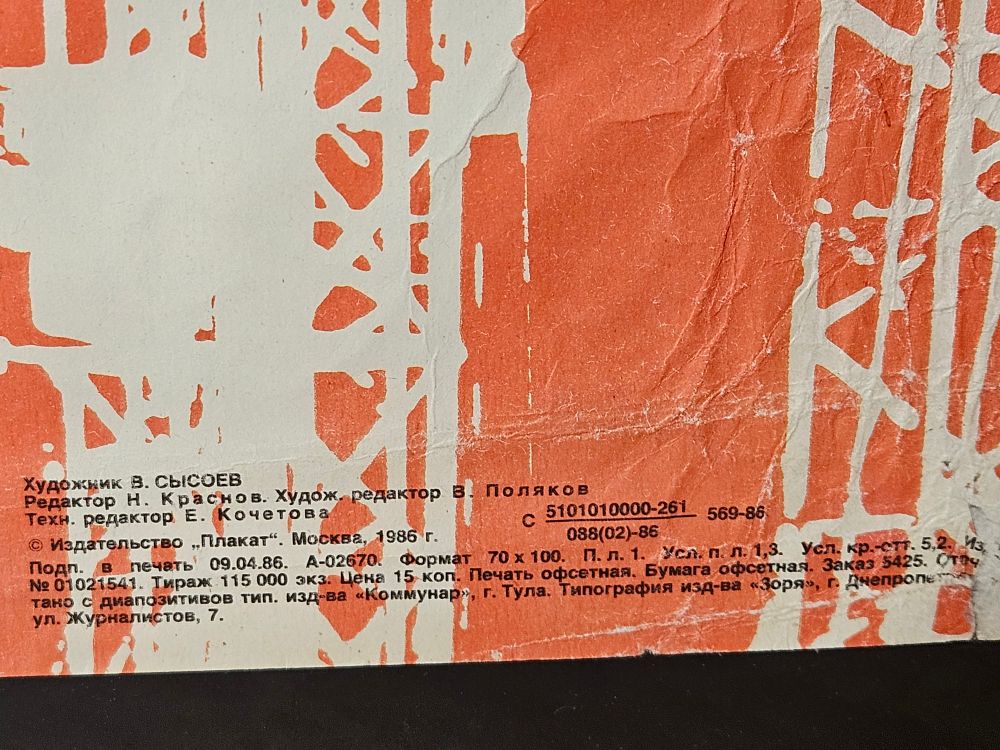 Художник В. СЫСОЕВ
Редактор Н. Краснов. Худож. редактор В. Поляков
Техн. редактор Е. Кочетова
С 5101010000-261 569-86
088(02)-86
© Издательство „Плакат“. Москва, 1986 г.
Подп. в печать 09.04.86. А-02670. Формат 70 х 100. П. л. 1. Усл. п. л. 1,3. Усл. кр.-отт. 5,2. Из
№ 01021541. Тираж 115 000 экз. Цена 15 коп. Печать офсетная. Бумага офсетная. Заказ 5425. Отпеч
тано с диапозитивов тип. изд-ва «Коммунар», г. Тула. Типография изд-ва «Зоря», г. Днепропе
ул. Журналистов, 7.